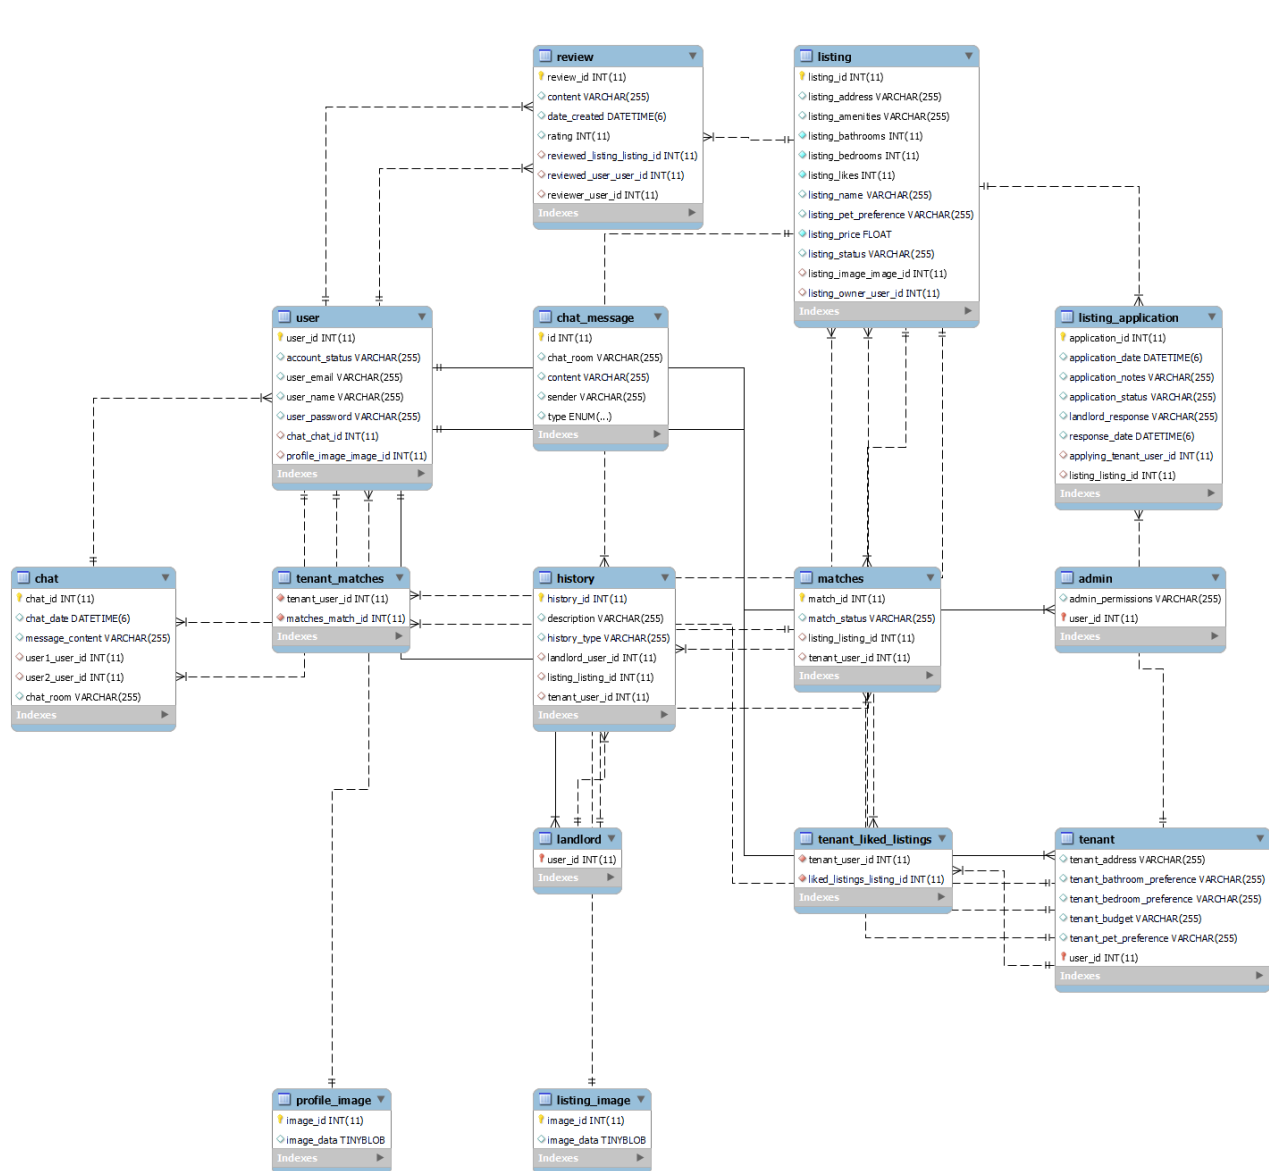 review
review_id INT(11)
content VARCHAR(255)
date_created DATETIME(6)
rating INT(11)
reviewed_listing_listing_id INT(11)
reviewed_user_user_id INT(11)
reviewer_user_id INT(11)
Indexes
listing
listing_id INT(11)
listing_address VARCHAR(255)
listing_amenities VARCHAR(255)
listing_bathrooms INT(11)
listing_bedrooms INT(11)
listing_likes INT(11)
listing_name VARCHAR(255)
listing_pet_preference VARCHAR(255)
listing_price FLOAT
listing_status VARCHAR(255)
listing_image_image_id INT(11)
listing_owner_user_id INT(11)
Indexes
user
user_id INT(11)
account_status VARCHAR(255)
user_email VARCHAR(255)
user_name VARCHAR(255)
user_password VARCHAR(255)
chat_chat_id INT(11)
profile_image_image_id INT(11)
Indexes
chat_message
id INT(11)
chat_room VARCHAR(255)
content VARCHAR(255)
sender VARCHAR(255)
type ENUM(...)
Indexes
listing_application
application_id INT(11)
application_date DATETIME(6)
application_notes VARCHAR(255)
application_status VARCHAR(255)
landlord_response VARCHAR(255)
response_date DATETIME(6)
applying_tenant_user_id INT(11)
listing_listing_id INT(11)
Indexes
chat
chat_id INT(11)
chat_date DATETIME(6)
message_content VARCHAR(255)
user1_user_id INT(11)
user2_user_id INT(11)
chat_room VARCHAR(255)
Indexes
tenant_matches
tenant_user_id INT(11)
matches_match_id INT(11)
Indexes
history
history_id INT(11)
description VARCHAR(255)
history_type VARCHAR(255)
landlord_user_id INT(11)
listing_listing_id INT(11)
tenant_user_id INT(11)
Indexes
matches
match_id INT(11)
match_status VARCHAR(255)
listing_listing_id INT(11)
tenant_user_id INT(11)
Indexes
admin
admin_permissions VARCHAR(255)
user_id INT(11)
Indexes
landlord
user_id INT(11)
Indexes
tenant_liked_listings
tenant_user_id INT(11)
liked_listings_listing_id INT(11)
Indexes
tenant
tenant_address VARCHAR(255)
tenant_bathroom_preference VARCHAR(255)
tenant_bedroom_preference VARCHAR(255)
tenant_budget VARCHAR(255)
tenant_pet_preference VARCHAR(255)
user_id INT(11)
Indexes
profile_image
image_id INT(11)
image_data TINYBLOB
Indexes
listing_image
image_id INT(11)
image_data TINYBLOB
Indexes